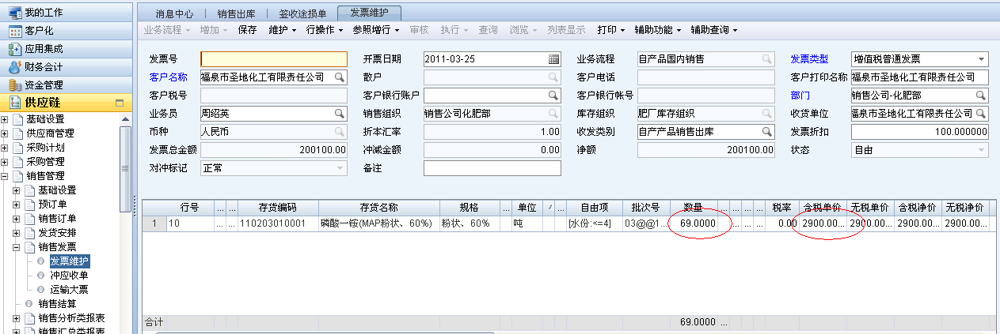 我的工作
客户化
应用集成
财务会计
资金管理
供应链
基础设置
供应商管理
采购计划
采购管理
销售管理
基础设置
预订单
销售订单
发货安排
销售发票
发票维护
冲应收单
运输大票
销售结算
销售分析类报表
销售汇总类报表
消息中心 销售出库 签收途损单 发票维护
业务流程 增加 保存 维护 行操作 参照增行 审核 执行 查询 浏览 列表显示 打印 辅助功能 辅助查询
发票号 开票日期 2011-03-25 业务流程 自产品国内销售 发票类型 增值税普通发票
客户名称 福泉市圣地化工有限责任公司 散户 客户电话 客户打印名称 福泉市圣地化工有限责任公司
客户税号 客户银行账户 客户银行帐号 部门 销售公司-化肥部
业务员 周绍英 销售组织 销售公司化肥部 库存组织 肥厂库存组织 收货单位 福泉市圣地化工有限责任公司
币种 人民币 折本汇率 1.00 收发类别 自产产品销售出库 发票折扣 100.000000
发票总金额 200100.00 冲减金额 0.00 净额 200100.00 状态 自由
对冲标记 正常 备注
行号 ... ... 存货编码 存货名称 规格 ... 单位 / ... 自由项 批次号 数量 ... ... ... ... 税率 含税单价 无税单价 含税净价 无税净价
1 10 ... ... 110203010001 磷酸一铵(MAP粉状、60%) 粉状、60% ... 吨 ... [水份:<=4] 03@@1... 69.0000 ... ... ... ... 0.00 2900.00... 2900.00... 2900.00... 2900.00...
合计 69.0000 ...